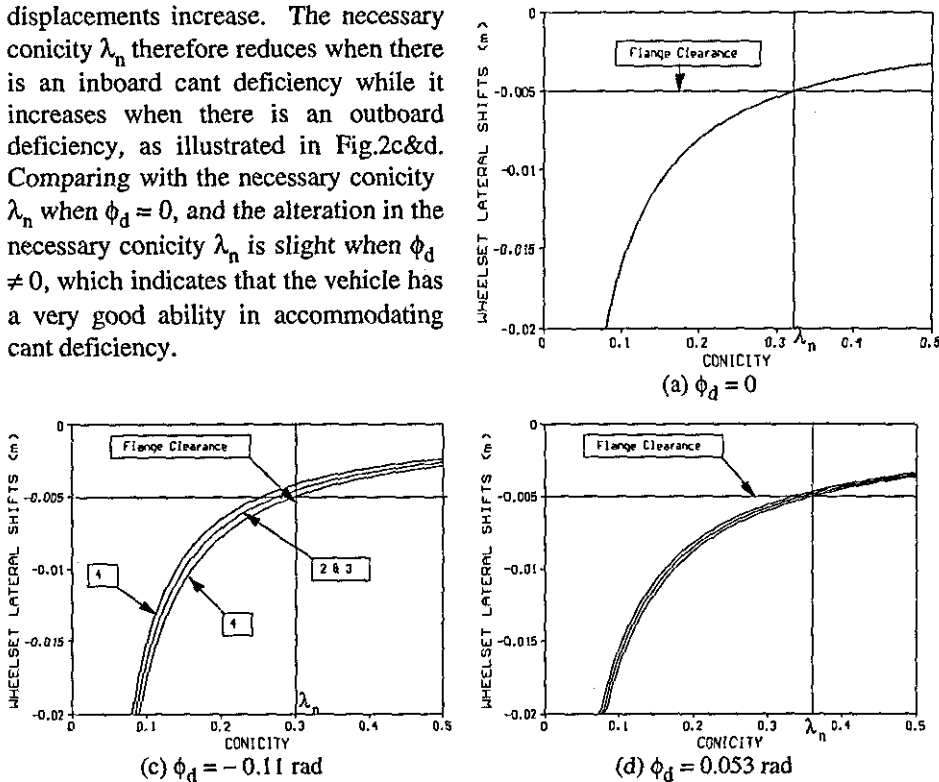 displacements increase. The necessary
conicity λn therefore reduces when there
is an inboard cant deficiency while it
increases when there is an outboard
deficiency, as illustrated in Fig.2c&d.
Comparing with the necessary conicity
λn when ϕd = 0, and the alteration in the
necessary conicity λn is slight when ϕd
≠ 0, which indicates that the vehicle has
a very good ability in accommodating
cant deficiency.
WHEELSET LATERAL SHIFTS (m)
0
-0.005
-0.01
-0.015
-0.02
Flange Clearance
0 0.1 0.2 0.3 λn 0.4 0.5
CONICITY
(a) ϕd = 0
WHEELSET LATERAL SHIFTS (m)
0
-0.005
-0.01
-0.015
-0.02
Flange Clearance
2 & 3
4
4
λn
0 0.1 0.2 0.3 0.4 0.5
CONICITY
(c) ϕd = - 0.11 rad
WHEELSET LATERAL SHIFTS (m)
0
-0.005
-0.01
-0.015
-0.02
Flange Clearance
0 0.1 0.2 0.3 λn 0.4 0.5
CONICITY
(d) ϕd = 0.053 rad